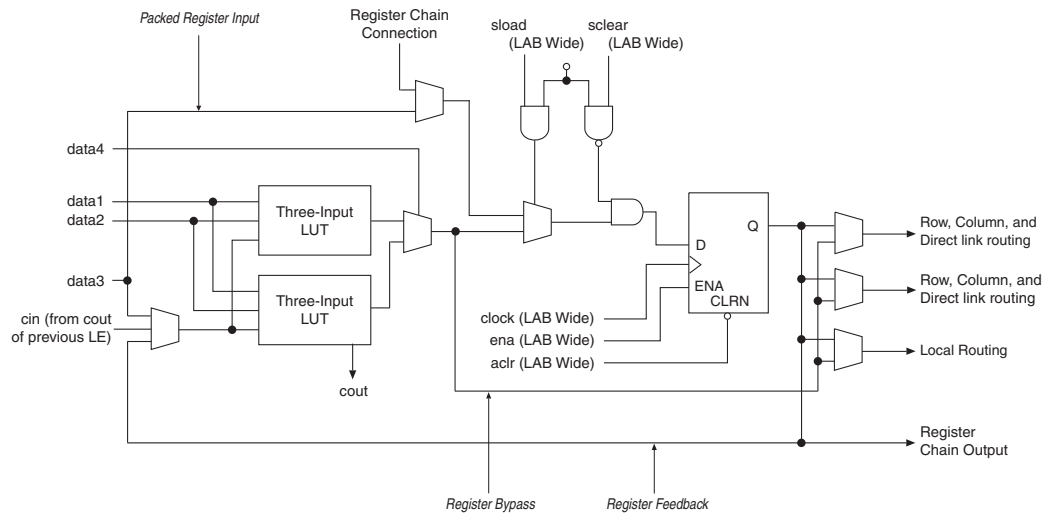 Packed Register Input
Register Chain
Connection
sload
(LAB Wide)
sclear
(LAB Wide)
data4
data1
data2
Three-Input
LUT
data3
Three-Input
LUT
cin (from cout
of previous LE)
cout
Q
D
ENA
CLRN
clock (LAB Wide)
ena (LAB Wide)
aclr (LAB Wide)
Row, Column, and
Direct link routing
Row, Column, and
Direct link routing
Local Routing
Register
Chain Output
Register Bypass
Register Feedback